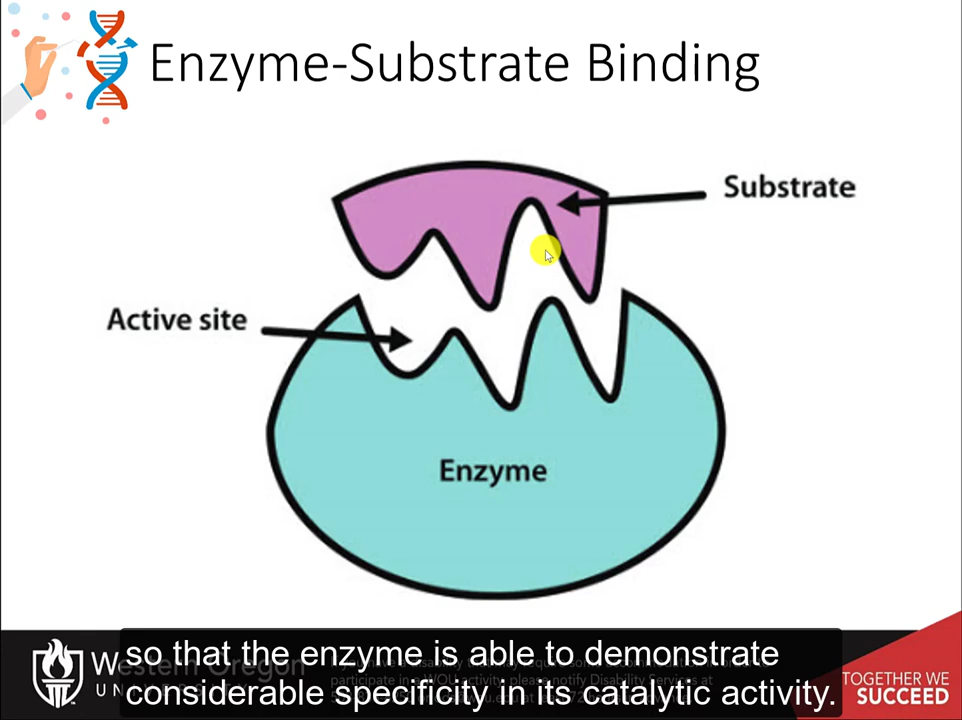 Enzyme-Substrate Binding
Substrate
Active site
Enzyme
so that the enzyme is able to demonstrate
considerable specificity in its catalytic activity.
Western Oregon
UNIVERSITY
TOGETHER WE
SUCCEED